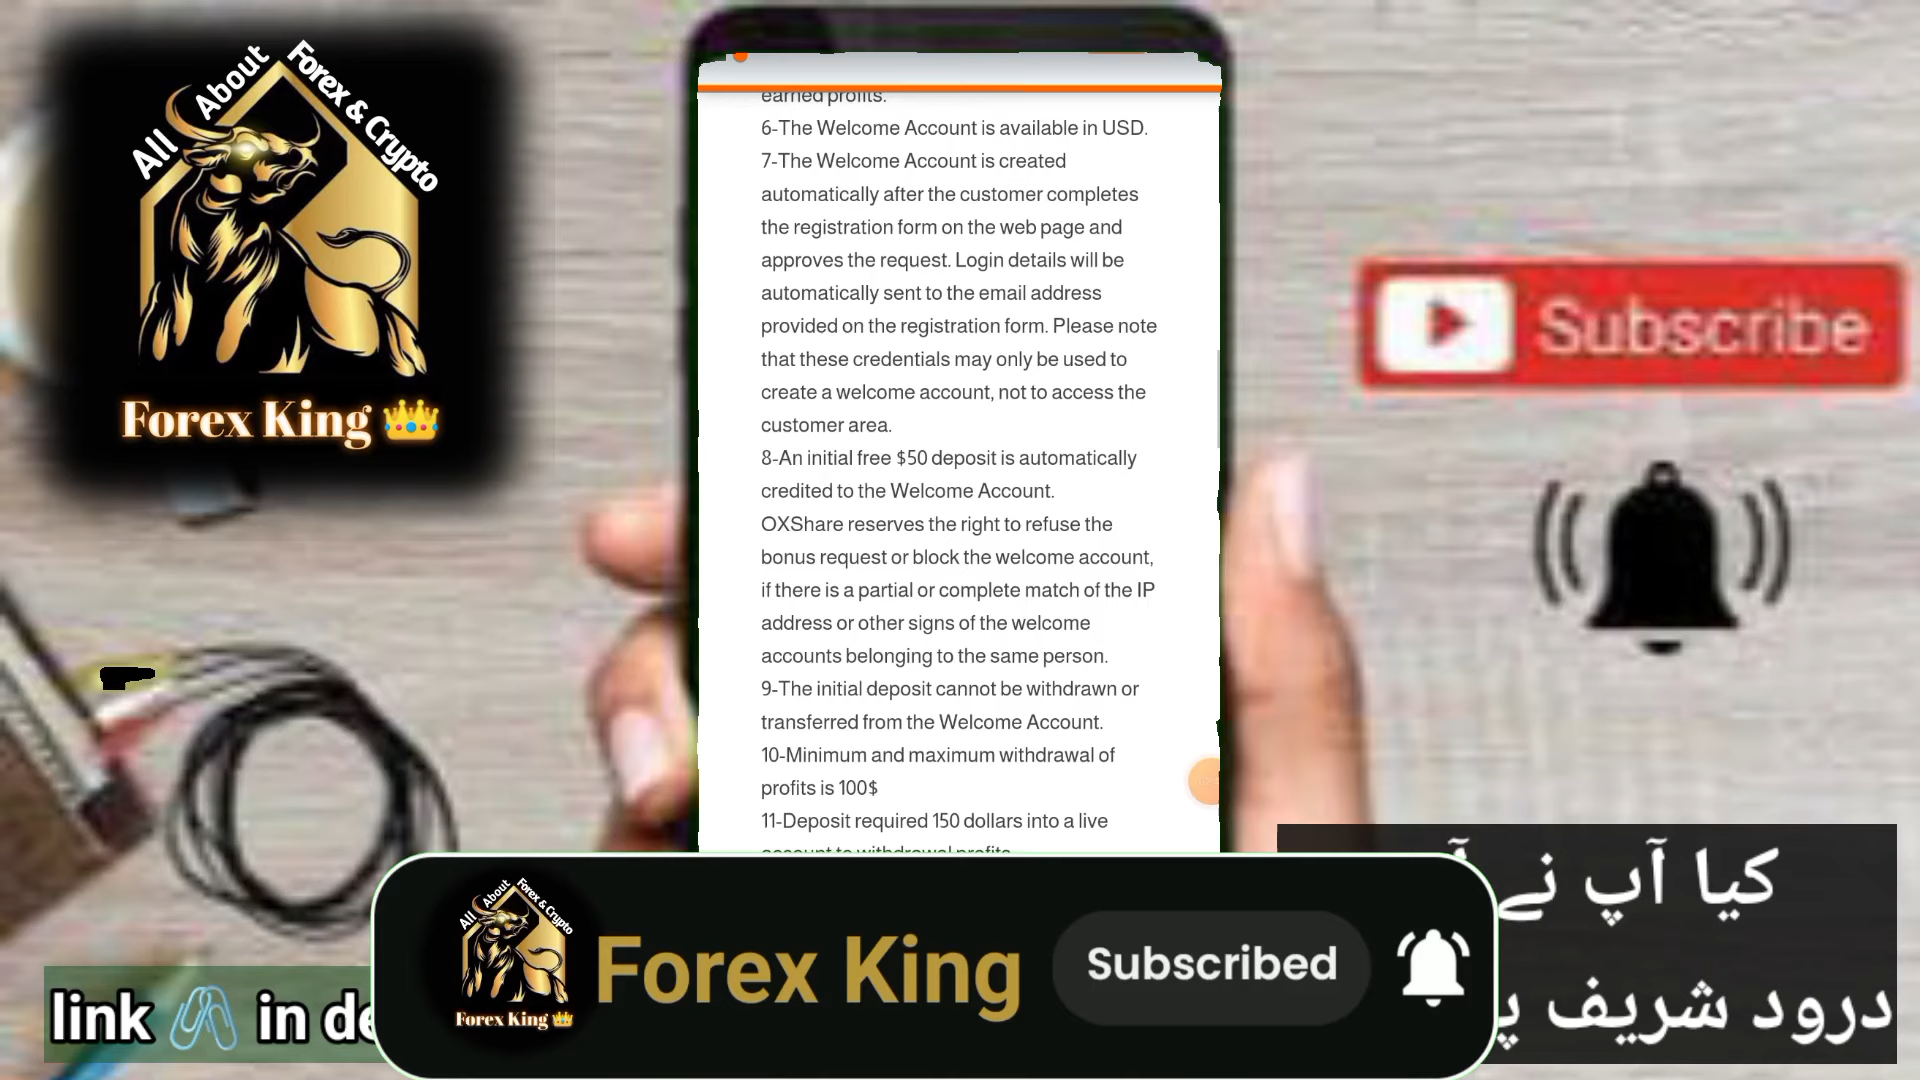 All About Forex & Crypto
Forex King
earned profits.
6-The Welcome Account is available in USD.
7-The Welcome Account is created
automatically after the customer completes
the registration form on the web page and
approves the request. Login details will be
automatically sent to the email address
provided on the registration form. Please note
that these credentials may only be used to
create a welcome account, not to access the
customer area.
8-An initial free $50 deposit is automatically
credited to the Welcome Account.
OXShare reserves the right to refuse the
bonus request or block the welcome account,
if there is a partial or complete match of the IP
address or other signs of the welcome
accounts belonging to the same person.
9-The initial deposit cannot be withdrawn or
transferred from the Welcome Account.
10-Minimum and maximum withdrawal of
profits is 100$
11-Deposit required 150 dollars into a live
account to withdrawal profits
Subscribe
کیا آپ نے
درود شریف
link in
All About Forex & Crypto
Forex King
Forex King
Subscribed